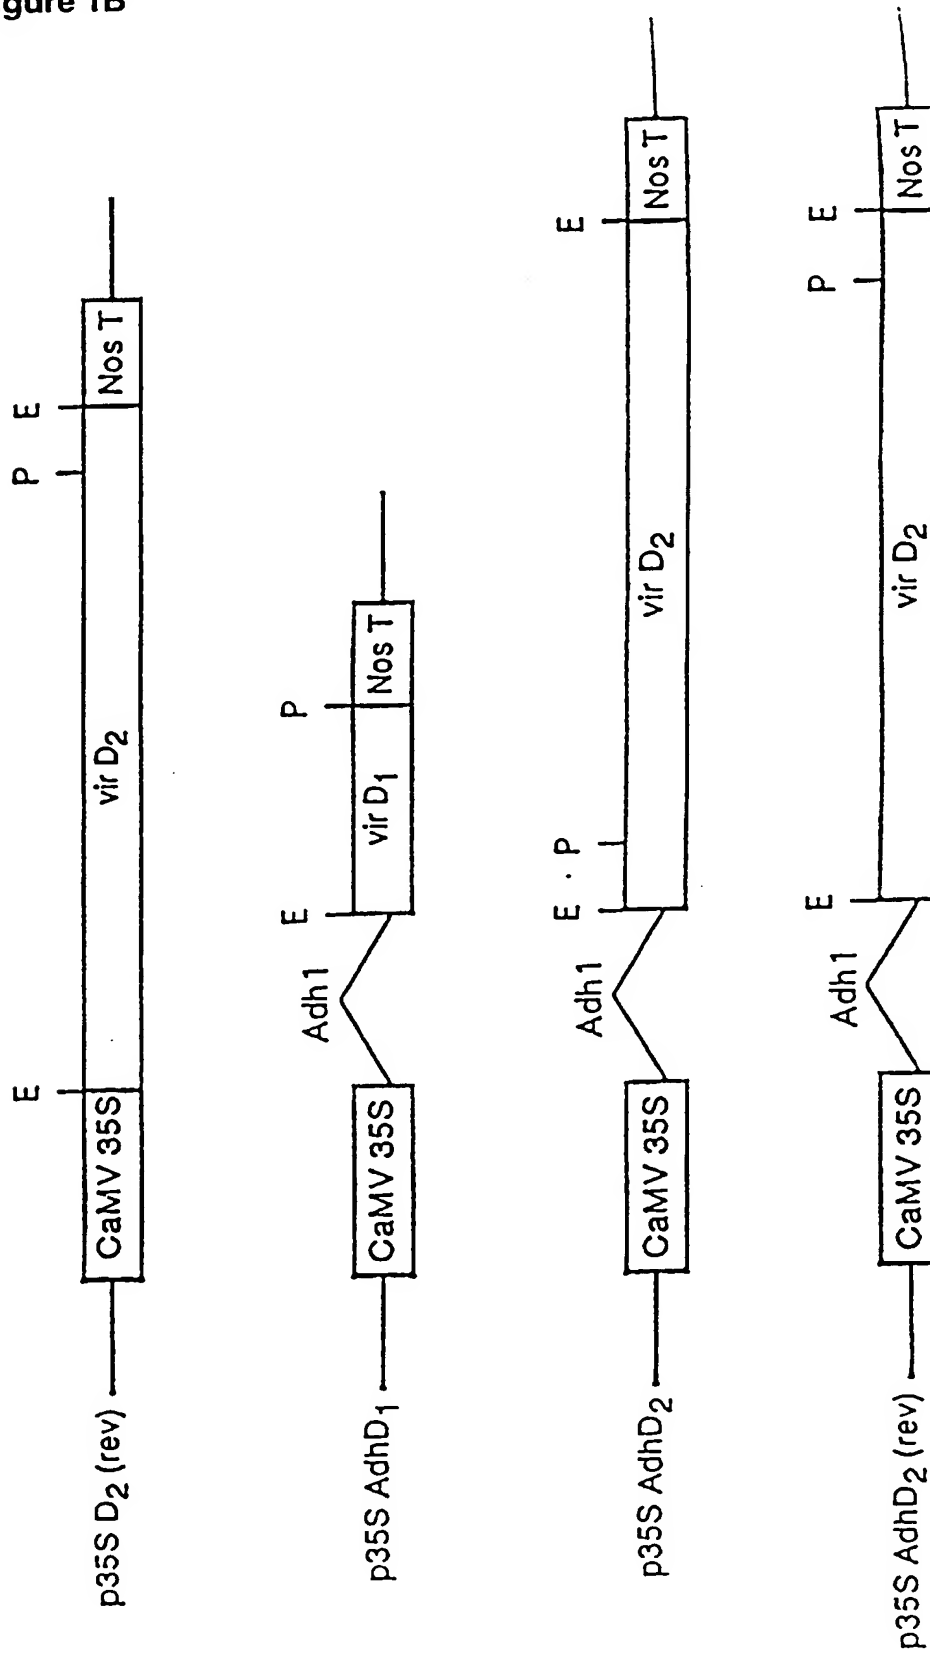 gure 1B
E P E
p35S D2 (rev) CaMV 35S vir D2 Nos T
Adh1 E P
p35S AdhD1 CaMV 35S vir D1 Nos T
Adh1 E P E
p35S AdhD2 CaMV 35S vir D2 Nos T
Adh1 E P E
p35S AdhD2 (rev) CaMV 35S vir D2 Nos T